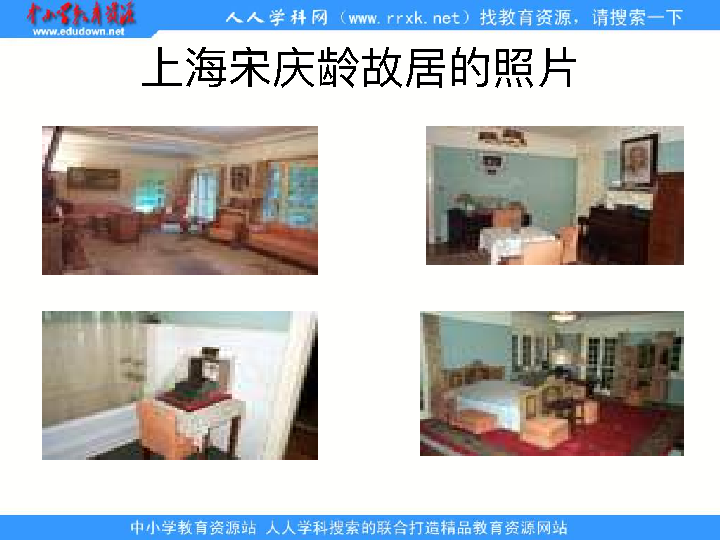 中小学教育资源
www.edudown.net
人人学科网（www.rrxk.net）找教育资源，请搜索一下
上海宋庆龄故居的照片
中小学教育资源站 人人学科搜索的联合打造精品教育资源网站